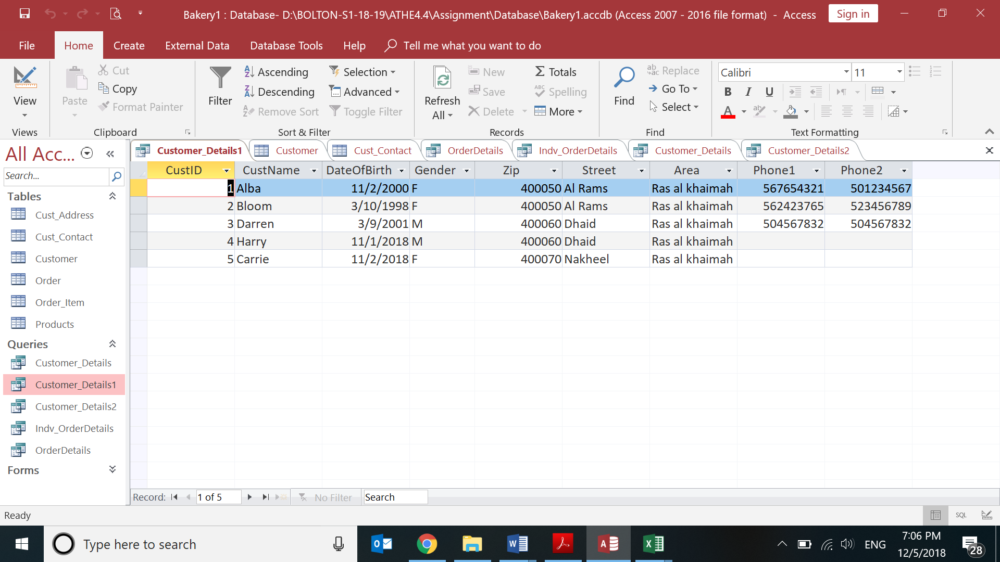 Bakery1 : Database- D:\BOLTON-S1-18-19\ATHE4.4\Assignment\Database\Bakery1.accdb (Access 2007 - 2016 file format) - Access Sign in
File Home Create External Data Database Tools Help Tell me what you want to do
View Paste Cut Copy Format Painter Filter Ascending Descending Remove Sort Selection Advanced Toggle Filter Refresh All New Save Delete Totals Spelling More Find Replace Go To Select Calibri 11
B I U
Views Clipboard Sort & Filter Records Find Text Formatting
All Acc... Customer_Details1 Customer Cust_Contact OrderDetails Indv_OrderDetails Customer_Details Customer_Details2
Search...
Tables
Cust_Address
Cust_Contact
Customer
Order
Order_Item
Products
Queries
Customer_Details
Customer_Details1
Customer_Details2
Indv_OrderDetails
OrderDetails
Forms
CustID CustName DateOfBirth Gender Zip Street Area Phone1 Phone2
1 Alba 11/2/2000 F 400050 Al Rams Ras al khaimah 567654321 501234567
2 Bloom 3/10/1998 F 400050 Al Rams Ras al khaimah 562423765 523456789
3 Darren 3/9/2001 M 400060 Dhaid Ras al khaimah 504567832 504567832
4 Harry 11/1/2018 M 400060 Dhaid Ras al khaimah
5 Carrie 11/2/2018 F 400070 Nakheel Ras al khaimah
Record: 1 of 5 No Filter Search
Ready SQL
Type here to search ENG 7:06 PM
12/5/2018 28